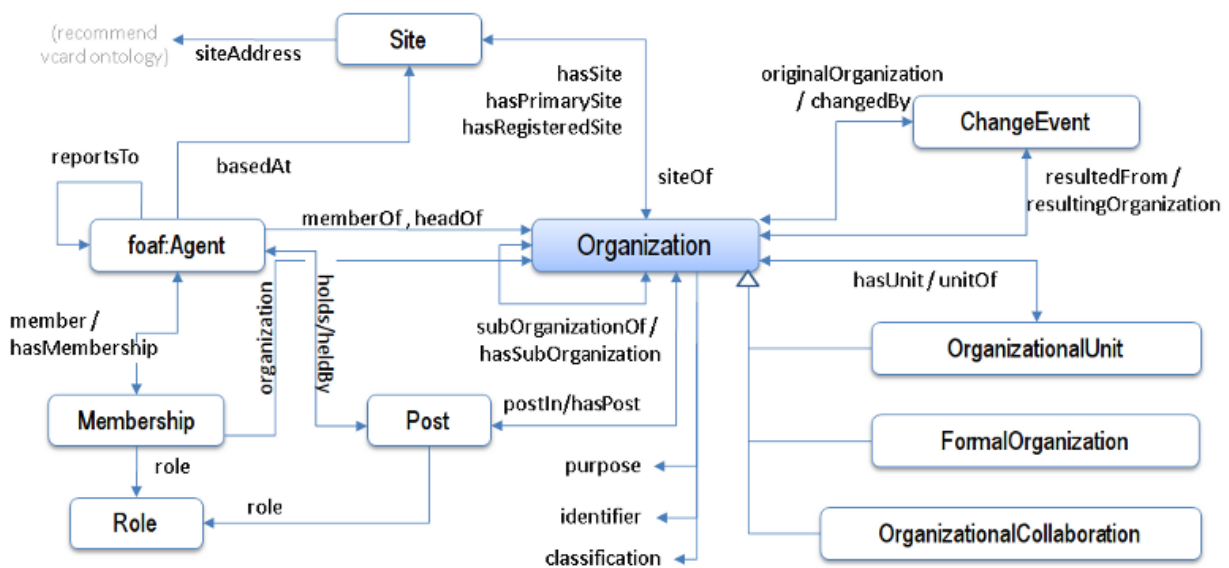 (recommend
vcard ontology)
siteAddress
Site
hasSite
hasPrimarySite
hasRegisteredSite
originalOrganization
/ changedBy
ChangeEvent
reportsTo
basedAt
siteOf
resultedFrom /
resultingOrganization
memberOf, headOf
foaf:Agent
Organization
hasUnit / unitOf
member /
hasMembership
organization
holds/heldBy
subOrganizationOf /
hasSubOrganization
OrganizationalUnit
Membership
Post
postIn/hasPost
FormalOrganization
role
purpose
Role
role
identifier
OrganizationalCollaboration
classification